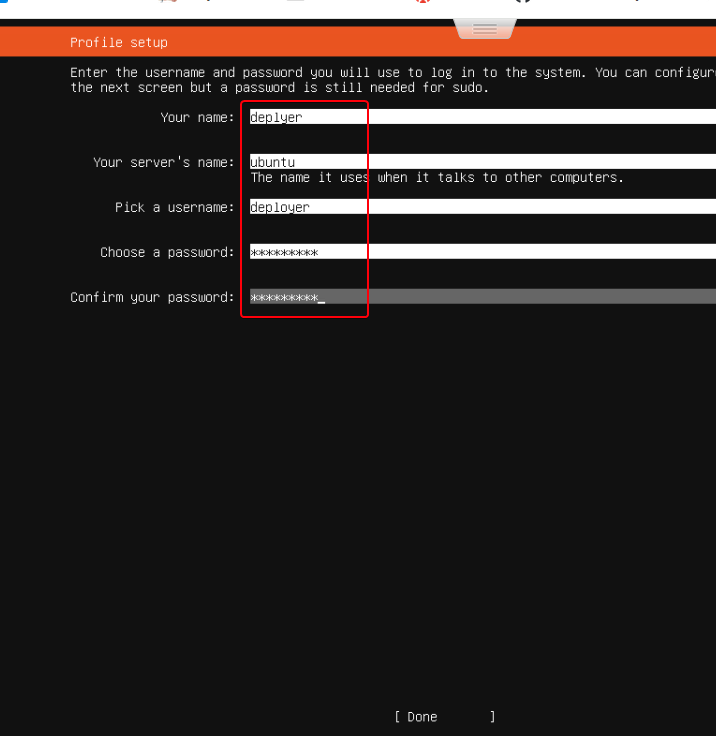 Profile setup
Enter the username and password you will use to log in to the system. You can configure
the next screen but a password is still needed for sudo.
Your name: deplyer
Your server's name: ubuntu
The name it uses when it talks to other computers.
Pick a username: deployer
Choose a password: *********
Confirm your password: *********_
[ Done ]